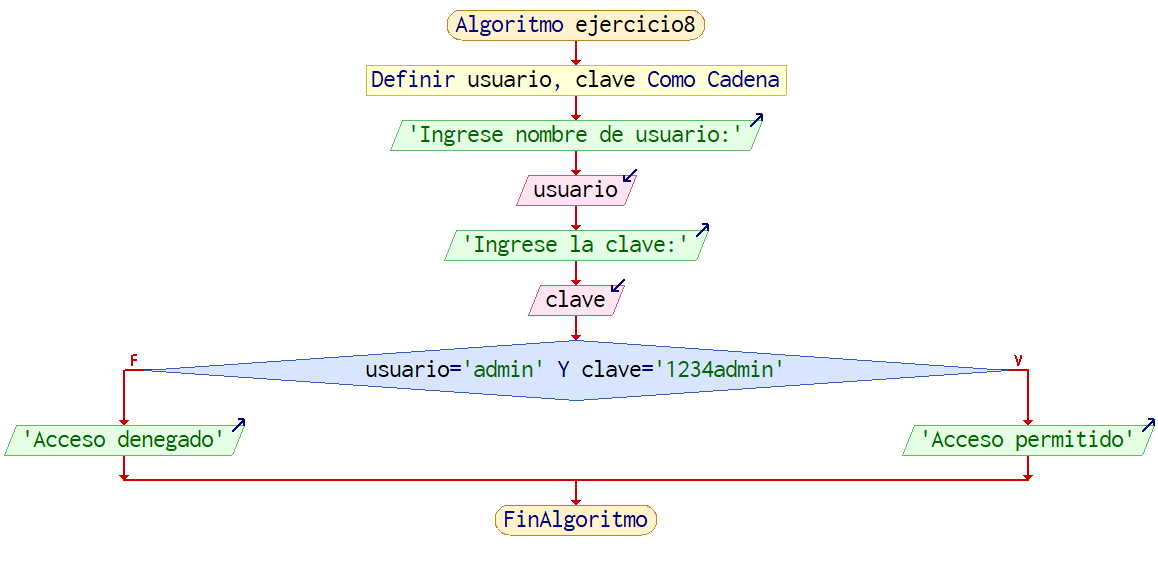 Algoritmo ejercicio8
Definir usuario, clave Como Cadena
'Ingrese nombre de usuario:'
usuario
'Ingrese la clave:'
clave
F
V
usuario='admin' Y clave='1234admin'
'Acceso denegado'
'Acceso permitido'
FinAlgoritmo